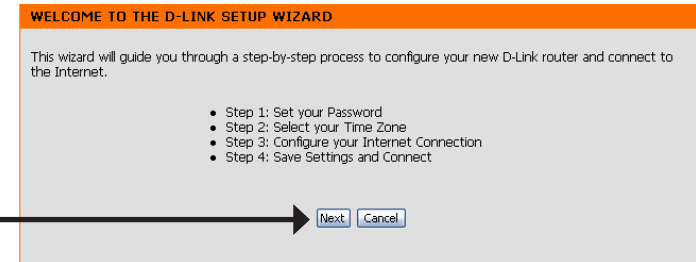 WELCOME TO THE D-LINK SETUP WIZARD
This wizard will guide you through a step-by-step process to configure your new D-Link router and connect to
the Internet.
• Step 1: Set your Password
• Step 2: Select your Time Zone
• Step 3: Configure your Internet Connection
• Step 4: Save Settings and Connect
Next Cancel